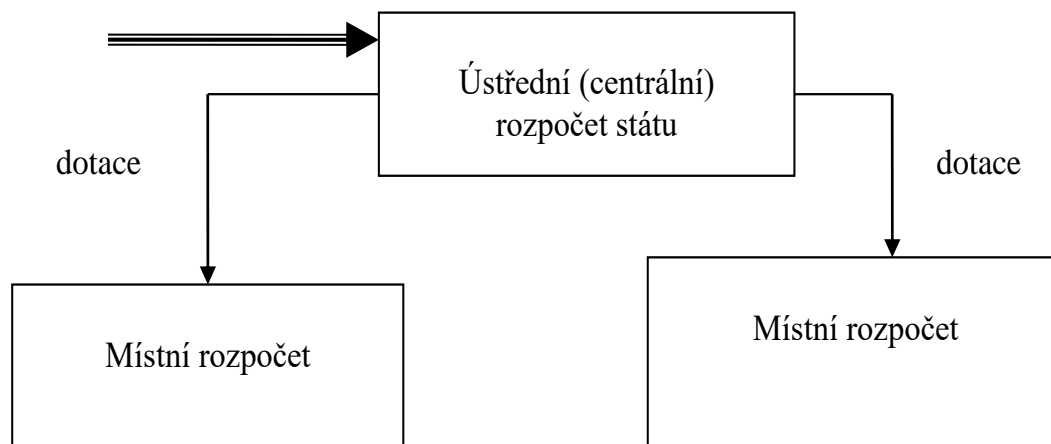 Ústřední (centrální)
rozpočet státu
dotace
dotace
Místní rozpočet
Místní rozpočet